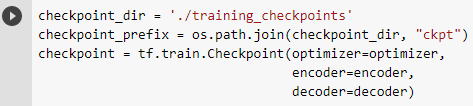 checkpoint_dir = './training_checkpoints'
checkpoint_prefix = os.path.join(checkpoint_dir, "ckpt")
checkpoint = tf.train.Checkpoint(optimizer=optimizer,
                                 encoder=encoder,
                                 decoder=decoder)